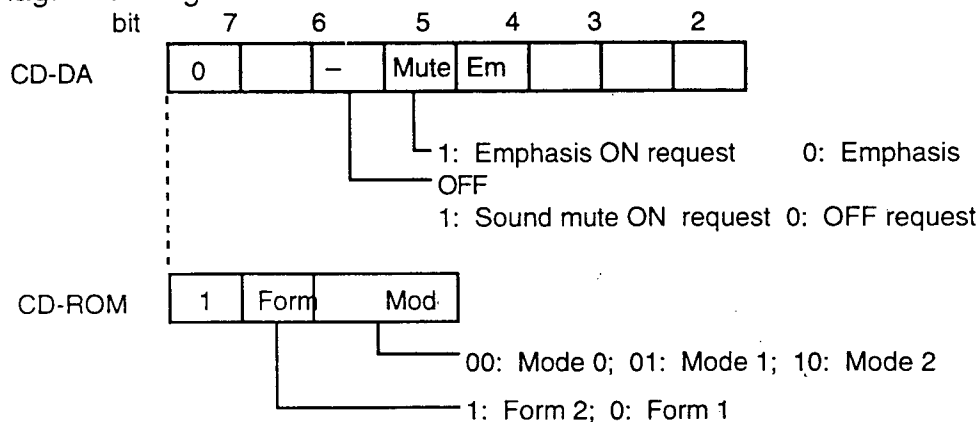 bit 7 6 5 4 3 2
CD-DA 0 – Mute Em
1: Emphasis ON request 0: Emphasis
OFF
1: Sound mute ON request 0: OFF request
CD-ROM 1 Form Mod
00: Mode 0; 01: Mode 1; 10: Mode 2
1: Form 2; 0: Form 1